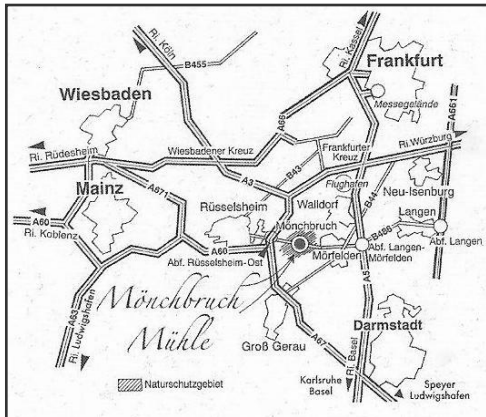 Ri. Köln
B455
Ri. Kassel
Frankfurt
Messegelände
A661
Wiesbaden
A66
Ri. Rüdesheim
Wiesbadener Kreuz
Frankfurter
Kreuz
Ri. Würzburg
Mainz
A671
A3
B43
Flughafen
B44
Neu-Isenburg
Rüsselsheim
Walldorf
Langen
A60
Ri. Koblenz
Mönchbruch
B486
Abf. Langen
A60
Abf. Rüsselsheim-Ost
Mörfelden
Abf. Langen-
Mörfelden
A63
Ri. Ludwigshafen
Mönchbruch
Mühle
A5
Groß Gerau
A67
Darmstadt
Ri. Basel
Naturschutzgebiet
Karlsruhe
Basel
Speyer
Ludwigshafen